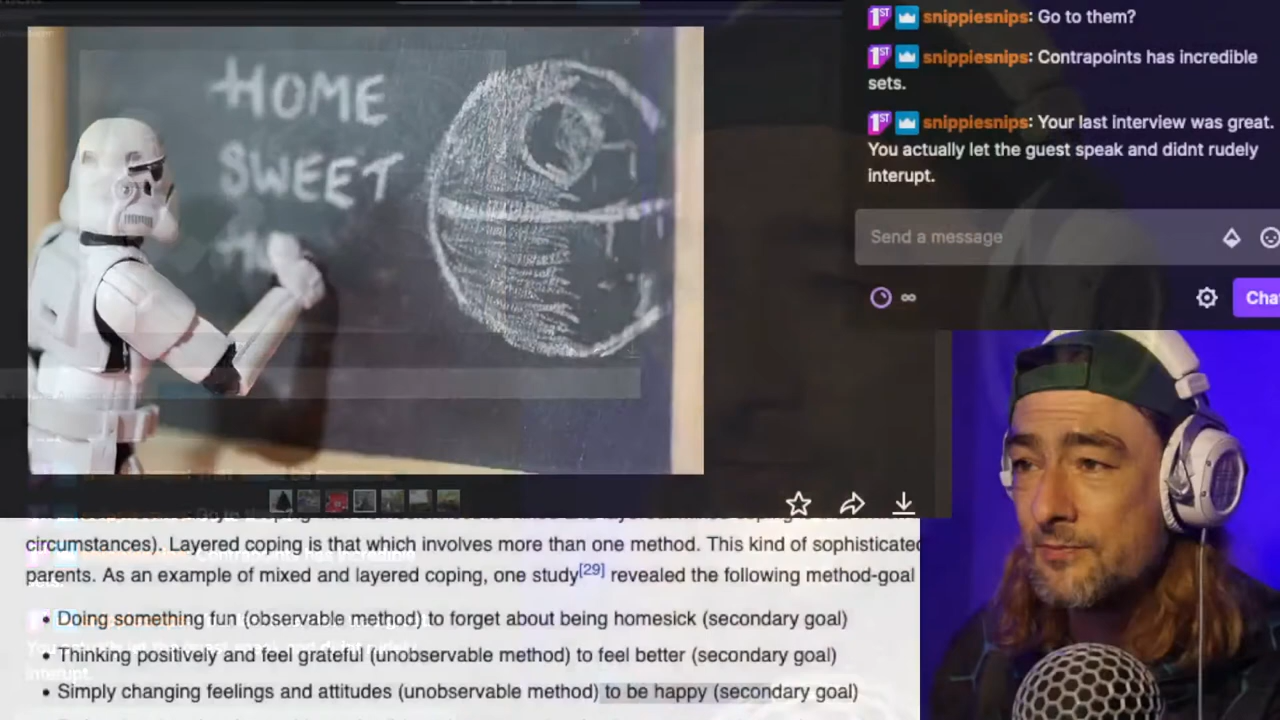 HOME
SWEET
snippiesnips: Go to them?
snippiesnips: Contrapoints has incredible
sets.
snippiesnips: Your last interview was great.
You actually let the guest speak and didnt rudely
interupt.
Send a message
circumstances). Layered coping is that which involves more than one method. This kind of sophisticated
parents. As an example of mixed and layered coping, one study[29] revealed the following method-goal
• Doing something fun (observable method) to forget about being homesick (secondary goal)
• Thinking positively and feel grateful (unobservable method) to feel better (secondary goal)
• Simply changing feelings and attitudes (unobservable method) to be happy (secondary goal)